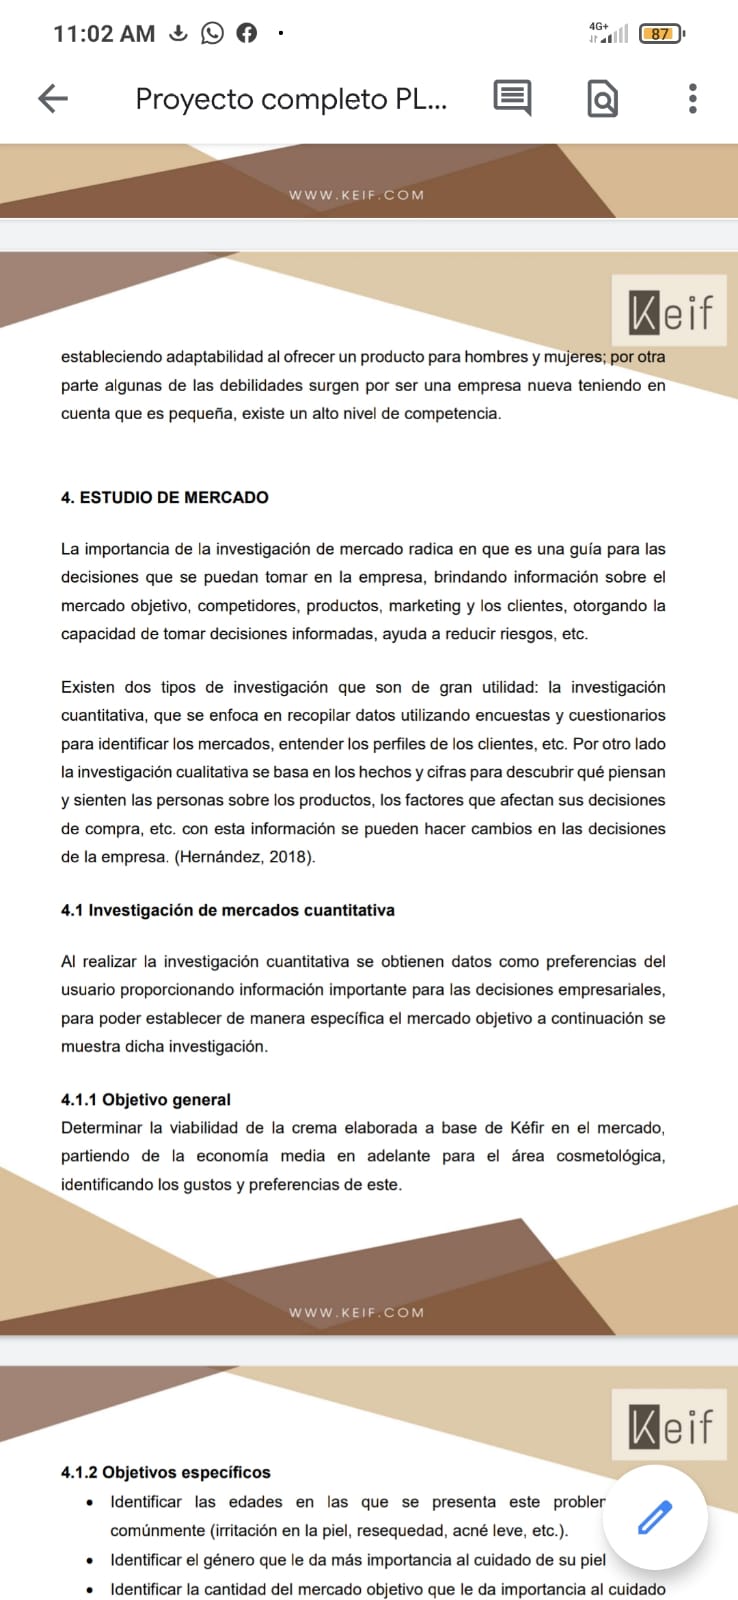 11:02 AM
4G+
87
Proyecto completo PL...
WWW.KEIF.COM
Keif
estableciendo adaptabilidad al ofrecer un producto para hombres y mujeres; por otra
parte algunas de las debilidades surgen por ser una empresa nueva teniendo en
cuenta que es pequeña, existe un alto nivel de competencia.
4. ESTUDIO DE MERCADO
La importancia de la investigación de mercado radica en que es una guía para las
decisiones que se puedan tomar en la empresa, brindando información sobre el
mercado objetivo, competidores, productos, marketing y los clientes, otorgando la
capacidad de tomar decisiones informadas, ayuda a reducir riesgos, etc.
Existen dos tipos de investigación que son de gran utilidad: la investigación
cuantitativa, que se enfoca en recopilar datos utilizando encuestas y cuestionarios
para identificar los mercados, entender los perfiles de los clientes, etc. Por otro lado
la investigación cualitativa se basa en los hechos y cifras para descubrir qué piensan
y sienten las personas sobre los productos, los factores que afectan sus decisiones
de compra, etc. con esta información se pueden hacer cambios en las decisiones
de la empresa. (Hernández, 2018).
4.1 Investigación de mercados cuantitativa
Al realizar la investigación cuantitativa se obtienen datos como preferencias del
usuario proporcionando información importante para las decisiones empresariales,
para poder establecer de manera específica el mercado objetivo a continuación se
muestra dicha investigación.
4.1.1 Objetivo general
Determinar la viabilidad de la crema elaborada a base de Kéfir en el mercado,
partiendo de la economía media en adelante para el área cosmetológica,
identificando los gustos y preferencias de este.
WWW.KEIF.COM
Keif
4.1.2 Objetivos específicos
• Identificar las edades en las que se presenta este
comúnmente (irritación en la piel, resequedad, acné leve, etc.).
• Identificar el género que le da más importancia al cuidado de su piel
• Identificar la cantidad del mercado objetivo que le da importancia al cuidado